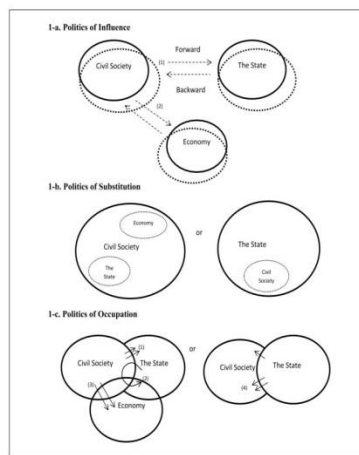 1-a. Politics of Influence
Forward
Civil Society
(1)
The State
Backward
(2)
Economy
1-b. Politics of Substitution
Economy
or
Civil Society
The State
The
State
Civil
Society
1-c. Politics of Occupation
(1)
or
Civil Society
The State
The State
Civil Society
(2)
(3)
(4)
Economy